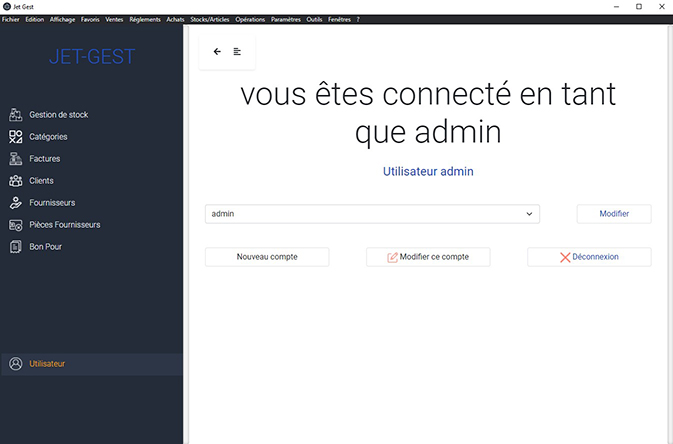 Jet Gest
Fichier Edition Affichage Favoris Ventes Réglements Achats Stocks/Articles Opérations Paramètres Outils Fenêtres ?
JET-GEST
Gestion de stock
Catégories
Factures
Clients
Fournisseurs
Pièces Fournisseurs
Bon Pour
Utilisateur
vous êtes connecté en tant
que admin
Utilisateur admin
admin
Modifier
Nouveau compte
Modifier ce compte
Déconnexion